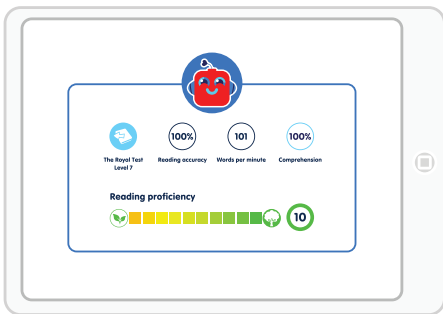 100%
101
100%
The Royal Test
Level 7
Reading accuracy
Words per minute
Comprehension
Reading proficiency
10